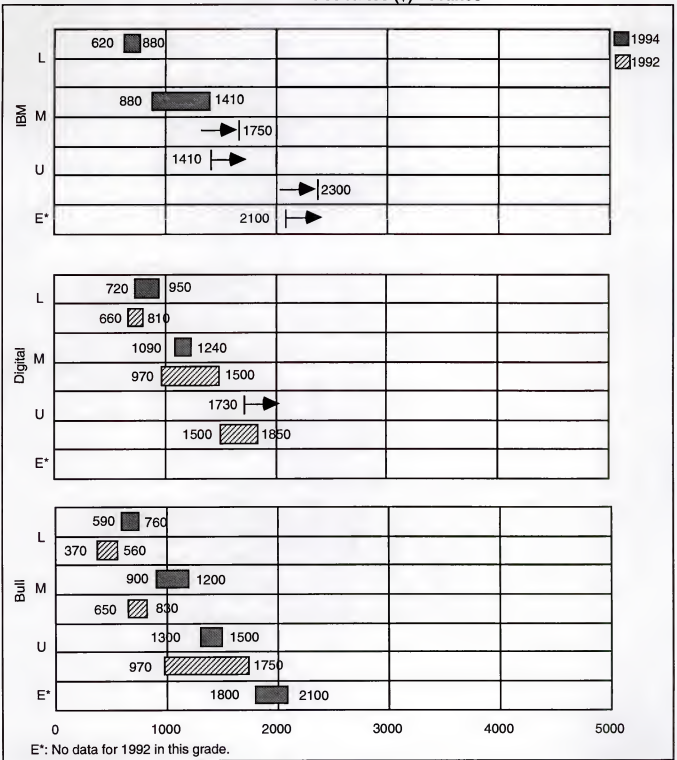 1994
1992
IBM
L
620 880
M
880 1410
1750
U
1410
2300
E*
2100
Digital
L
720 950
660 810
M
1090 1240
970 1500
U
1730
1500 1850
E*
Bull
L
590 760
370 560
M
900 1200
650 830
U
1300 1500
970 1750
E*
1800 2100
0 1000 2000 3000 4000 5000
E*: No data for 1992 in this grade.